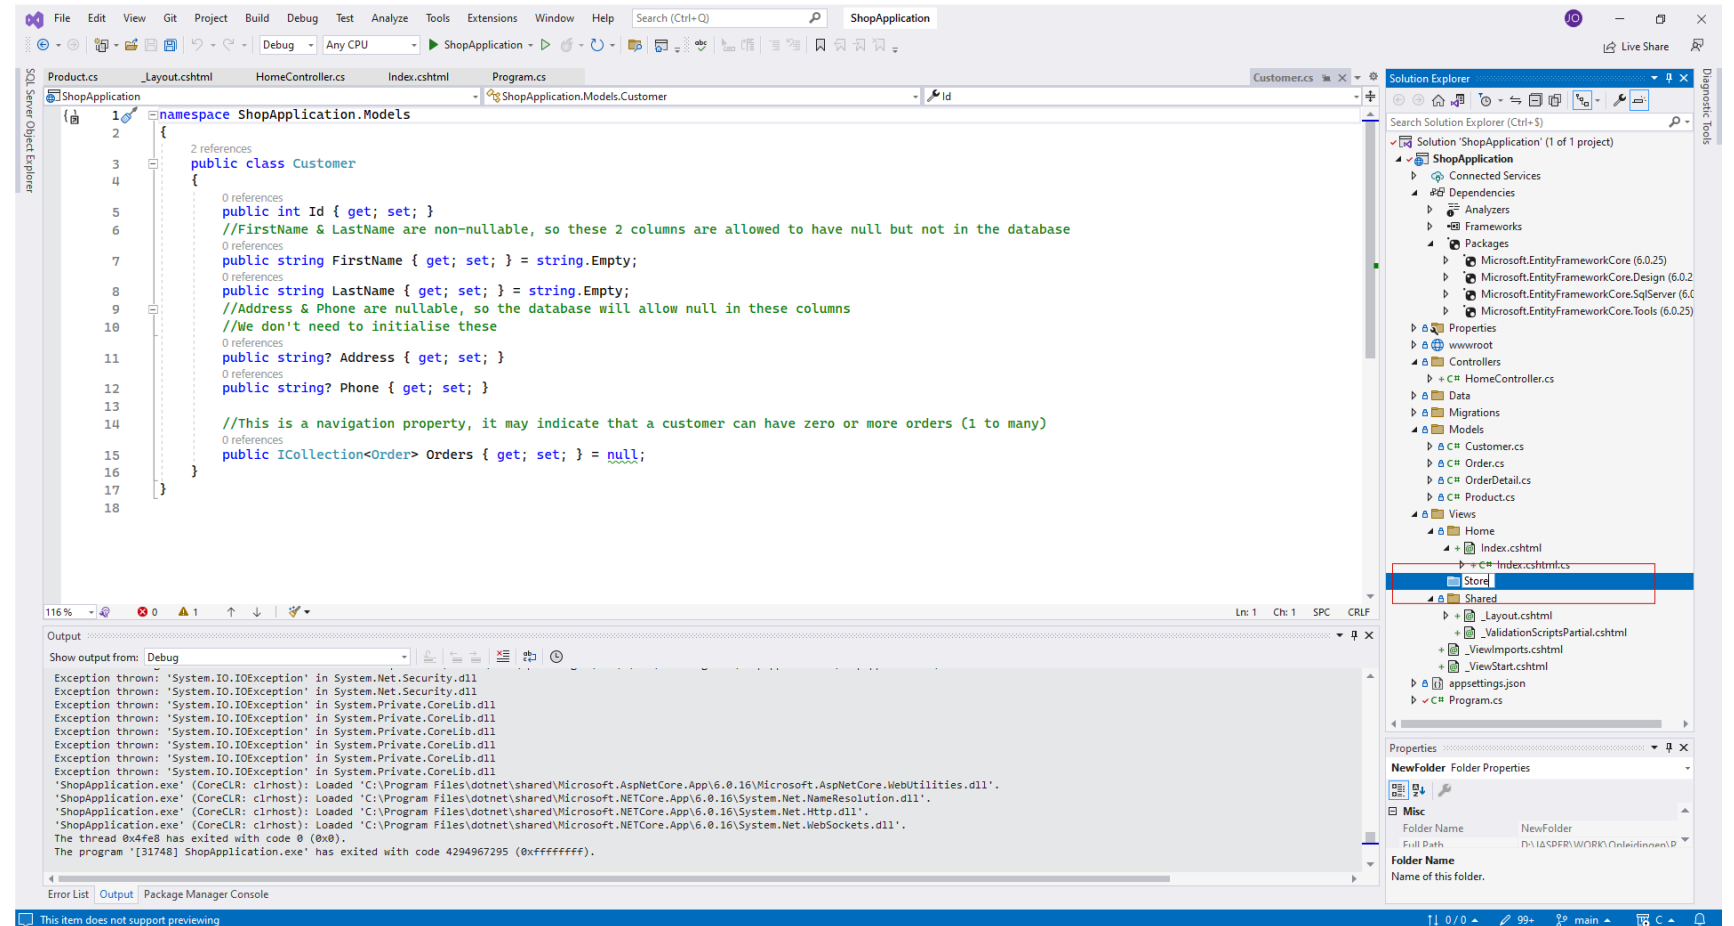 File Edit View Git Project Build Debug Test Analyze Tools Extensions Window Help Search (Ctrl+Q) ShopApplication JO
Debug Any CPU ShopApplication Live Share
SQL Server Object Explorer
Product.cs _Layout.cshtml HomeController.cs Index.cshtml Program.cs Customer.cs
ShopApplication ShopApplication.Models.Customer Id
1 namespace ShopApplication.Models
2 {
2 references
3 public class Customer
4 {
0 references
5 public int Id { get; set; }
6 //FirstName & LastName are non-nullable, so these 2 columns are allowed to have null but not in the database
0 references
7 public string FirstName { get; set; } = string.Empty;
0 references
8 public string LastName { get; set; } = string.Empty;
9 //Address & Phone are nullable, so the database will allow null in these columns
10 //We don't need to initialise these
0 references
11 public string? Address { get; set; }
0 references
12 public string? Phone { get; set; }
13
14 //This is a navigation property, it may indicate that a customer can have zero or more orders (1 to many)
0 references
15 public ICollection<Order> Orders { get; set; } = null;
16 }
17 }
18
116 % 0 1 Ln: 1 Ch: 1 SPC CRLF
Output
Show output from: Debug
Exception thrown: 'System.IO.IOException' in System.Net.Security.dll
Exception thrown: 'System.IO.IOException' in System.Net.Security.dll
Exception thrown: 'System.IO.IOException' in System.Private.CoreLib.dll
Exception thrown: 'System.IO.IOException' in System.Private.CoreLib.dll
Exception thrown: 'System.IO.IOException' in System.Private.CoreLib.dll
Exception thrown: 'System.IO.IOException' in System.Private.CoreLib.dll
Exception thrown: 'System.IO.IOException' in System.Private.CoreLib.dll
Exception thrown: 'System.IO.IOException' in System.Private.CoreLib.dll
'ShopApplication.exe' (CoreCLR: clrhost): Loaded 'C:\Program Files\dotnet\shared\Microsoft.AspNetCore.App\6.0.16\Microsoft.AspNetCore.WebUtilities.dll'.
'ShopApplication.exe' (CoreCLR: clrhost): Loaded 'C:\Program Files\dotnet\shared\Microsoft.NETCore.App\6.0.16\System.Net.NameResolution.dll'.
'ShopApplication.exe' (CoreCLR: clrhost): Loaded 'C:\Program Files\dotnet\shared\Microsoft.NETCore.App\6.0.16\System.Net.Http.dll'.
'ShopApplication.exe' (CoreCLR: clrhost): Loaded 'C:\Program Files\dotnet\shared\Microsoft.NETCore.App\6.0.16\System.Net.WebSockets.dll'.
The thread 0x4fe8 has exited with code 0 (0x0).
The program '[31748] ShopApplication.exe' has exited with code 4294967295 (0xffffffff).
Error List Output Package Manager Console
Solution Explorer
Search Solution Explorer (Ctrl+$)
Solution 'ShopApplication' (1 of 1 project)
ShopApplication
Connected Services
Dependencies
Analyzers
Frameworks
Packages
Microsoft.EntityFrameworkCore (6.0.25)
Microsoft.EntityFrameworkCore.Design (6.0.2
Microsoft.EntityFrameworkCore.SqlServer (6.0
Microsoft.EntityFrameworkCore.Tools (6.0.25)
Properties
wwwroot
Controllers
C# HomeController.cs
Data
Migrations
Models
C# Customer.cs
C# Order.cs
C# OrderDetail.cs
C# Product.cs
Views
Home
Index.cshtml
C# Index.cshtml.cs
Store
Shared
_Layout.cshtml
_ValidationScriptsPartial.cshtml
_ViewImports.cshtml
_ViewStart.cshtml
appsettings.json
C# Program.cs
Properties
NewFolder Folder Properties
Misc
Folder Name NewFolder
Full Path D:\JASPER\WORK\Opleidingen\P
Folder Name
Name of this folder.
Diagnostic Tools
This item does not support previewing 0 / 0 99+ main C